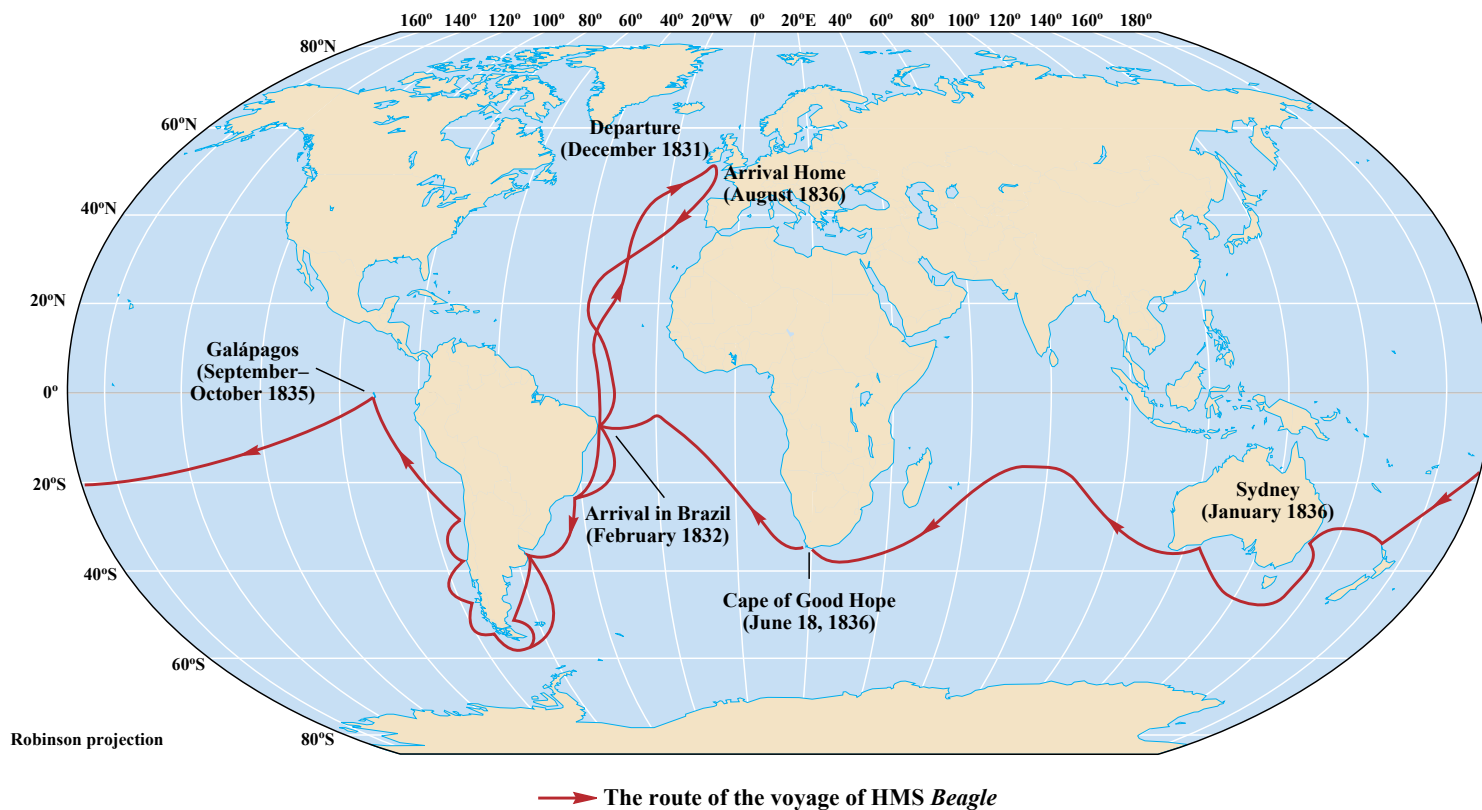 160º 140º 120º 100º 80º 60º 40º 20ºW 0º 20ºE 40º 60º 80º 100º 120º 140º 160º 180º
80ºN
60ºN
Departure
(December 1831)
Arrival Home
(August 1836)
40ºN
20ºN
Galápagos
(September–
October 1835)
0º
20ºS
Sydney
(January 1836)
Arrival in Brazil
(February 1832)
40ºS
Cape of Good Hope
(June 18, 1836)
60ºS
Robinson projection
80ºS
The route of the voyage of HMS Beagle